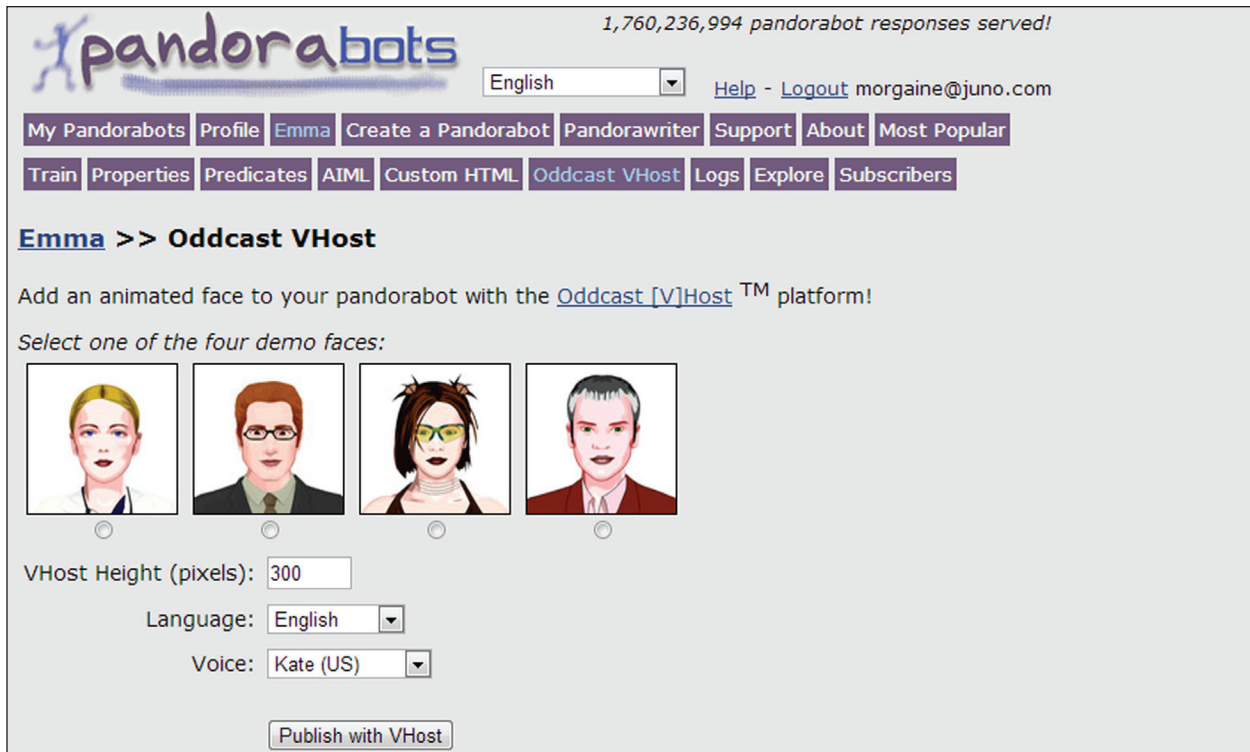 1,760,236,994 pandorabot responses served!
pandorabots
English
Help - Logout morgaine@juno.com
My Pandorabots Profile Emma Create a Pandorabot Pandorawriter Support About Most Popular
Train Properties Predicates AIML Custom HTML Oddcast VHost Logs Explore Subscribers
Emma >> Oddcast VHost
Add an animated face to your pandorabot with the Oddcast [V]Host TM platform!
Select one of the four demo faces:
VHost Height (pixels): 300
Language: English
Voice: Kate (US)
Publish with VHost